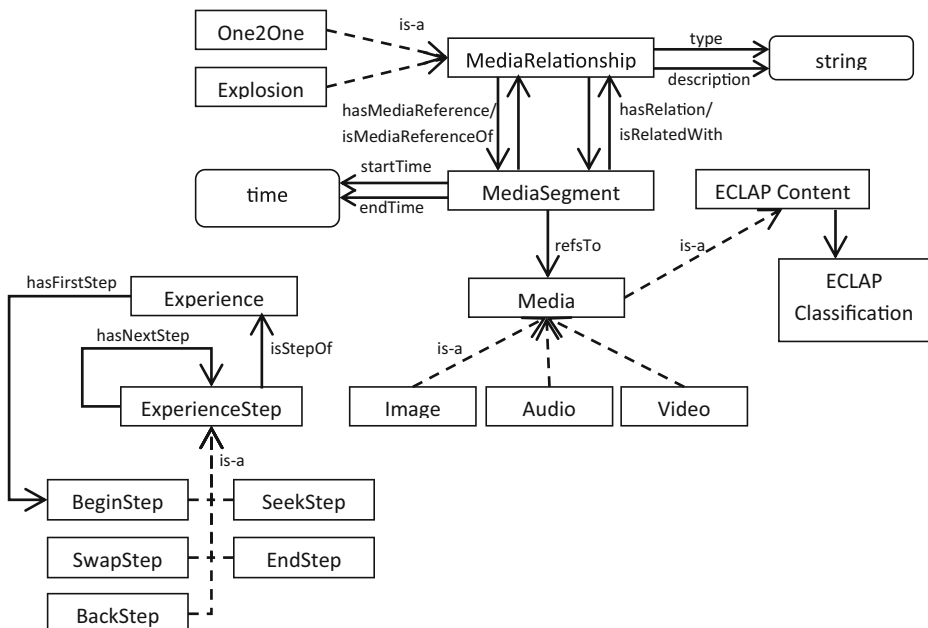 One2One
is-a
Explosion
MediaRelationship
type
description
string
hasMediaReference/
isMediaReferenceOf
hasRelation/
isRelatedWith
startTime
endTime
time
MediaSegment
ECLAP Content
refsTo
is-a
ECLAP
Classification
Media
hasFirstStep
Experience
hasNextStep
isStepOf
is-a
ExperienceStep
Image
Audio
Video
is-a
BeginStep
SeekStep
SwapStep
EndStep
BackStep